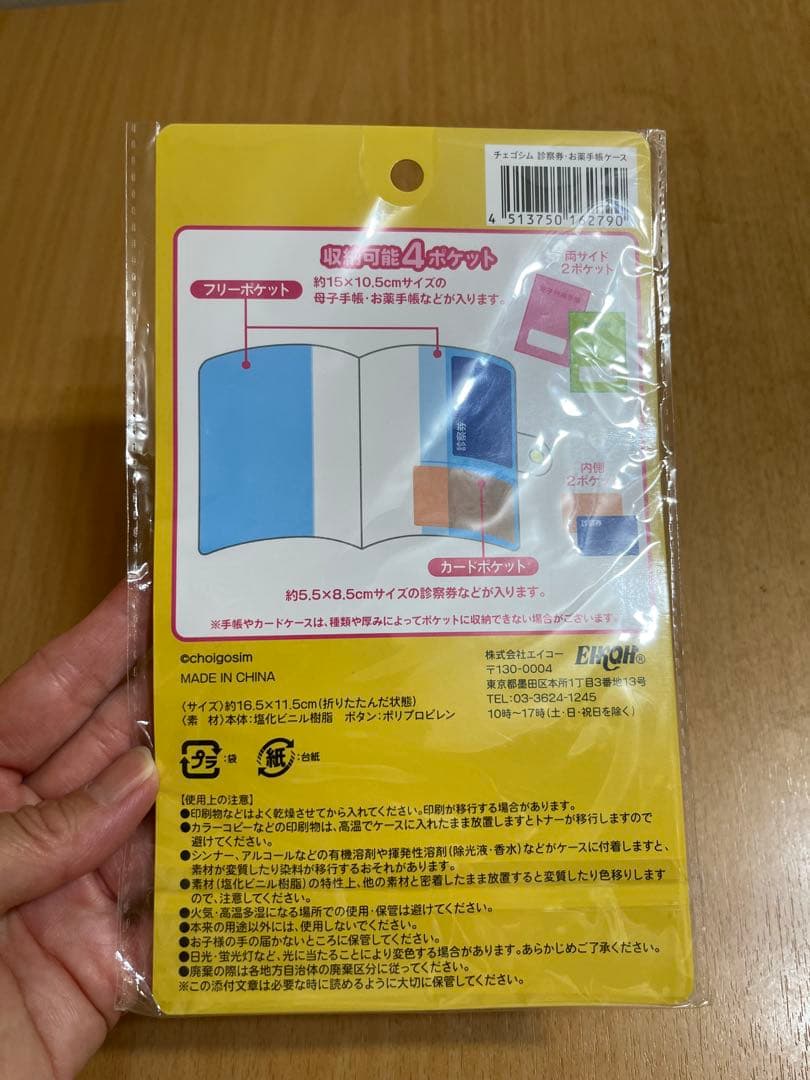 チェゴシム 診察券・お薬手帳ケース
4 513750 162790
収納可能4ポケット
フリーポケット
約15×10.5cmサイズの
母子手帳・お薬手帳などが入ります。
両サイド
2ポケット
診察券
内側
2ポケット
診察券
カードポケット
約5.5×8.5cmサイズの診察券などが入ります。
※手帳やカードケースは、種類や厚みによってポケットに収納できない場合がございます。
©choigosim
MADE IN CHINA
〈サイズ〉約16.5×11.5cm(折りたたんだ状態)
〈素 材〉本体:塩化ビニル樹脂 ボタン:ポリプロピレン
株式会社エイコー EIKOH®
〒130-0004
東京都墨田区本所1丁目3番地13号
TEL:03-3624-1245
10時〜17時(土・日・祝日を除く)
プラ :袋 紙 :台紙
【使用上の注意】
●印刷物などはよく乾燥させてから入れてください。印刷が移行する場合があります。
●カラーコピーなどの印刷物は、高温でケースに入れたまま放置しますとトナーが移行しますので
避けてください。
●シンナー、アルコールなどの有機溶剤や揮発性溶剤(除光液・香水)などがケースに付着しますと、
素材が変質したり染料が移行するおそれがあります。
●素材(塩化ビニル樹脂)の特性上、他の素材と密着したまま放置すると変質したり色移りします
ので、注意してください。
●火気・高温多湿になる場所での使用・保管は避けてください。
●本来の用途以外には、使用しないでください。
●お子様の手の届かないところに保管してください。
●日光・蛍光灯など、光に当たることにより変色する場合があります。あらかじめご了承ください。
●廃棄の際は各地方自治体の廃棄区分に従ってください。
※この添付文章は必要な時に読めるように大切に保管してください。